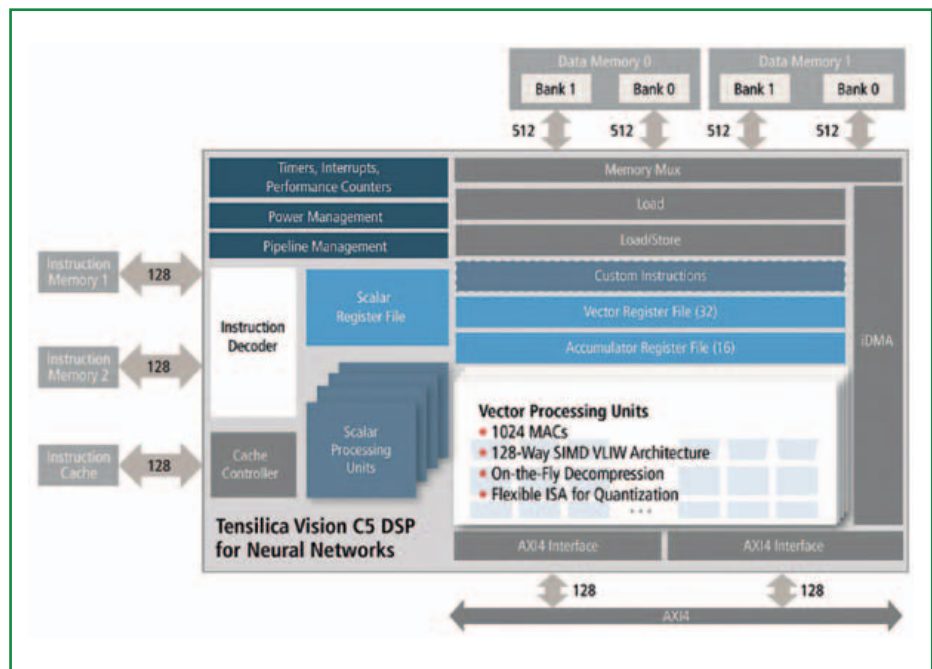 Data Memory 0
Data Memory 1
Bank 1
Bank 0
Bank 1
Bank 0
512
512
512
512
Timers, Interrupts,
Performance Counters
Power Management
Pipeline Management
Memory Mux
Load
Load/Store
Custom Instructions
Vector Register File (32)
Accumulator Register File (16)
iDMA
Instruction
Memory 1
128
Instruction
Memory 2
128
Instruction
Cache
128
Instruction
Decoder
Scalar
Register File
Cache
Controller
Scalar
Processing
Units
Vector Processing Units
• 1024 MACs
• 128-Way SIMD VLIW Architecture
• On-the-Fly Decompression
• Flexible ISA for Quantization
• • •
Tensilica Vision C5 DSP
for Neural Networks
AXI4 Interface
AXI4 Interface
128
128
AXI4